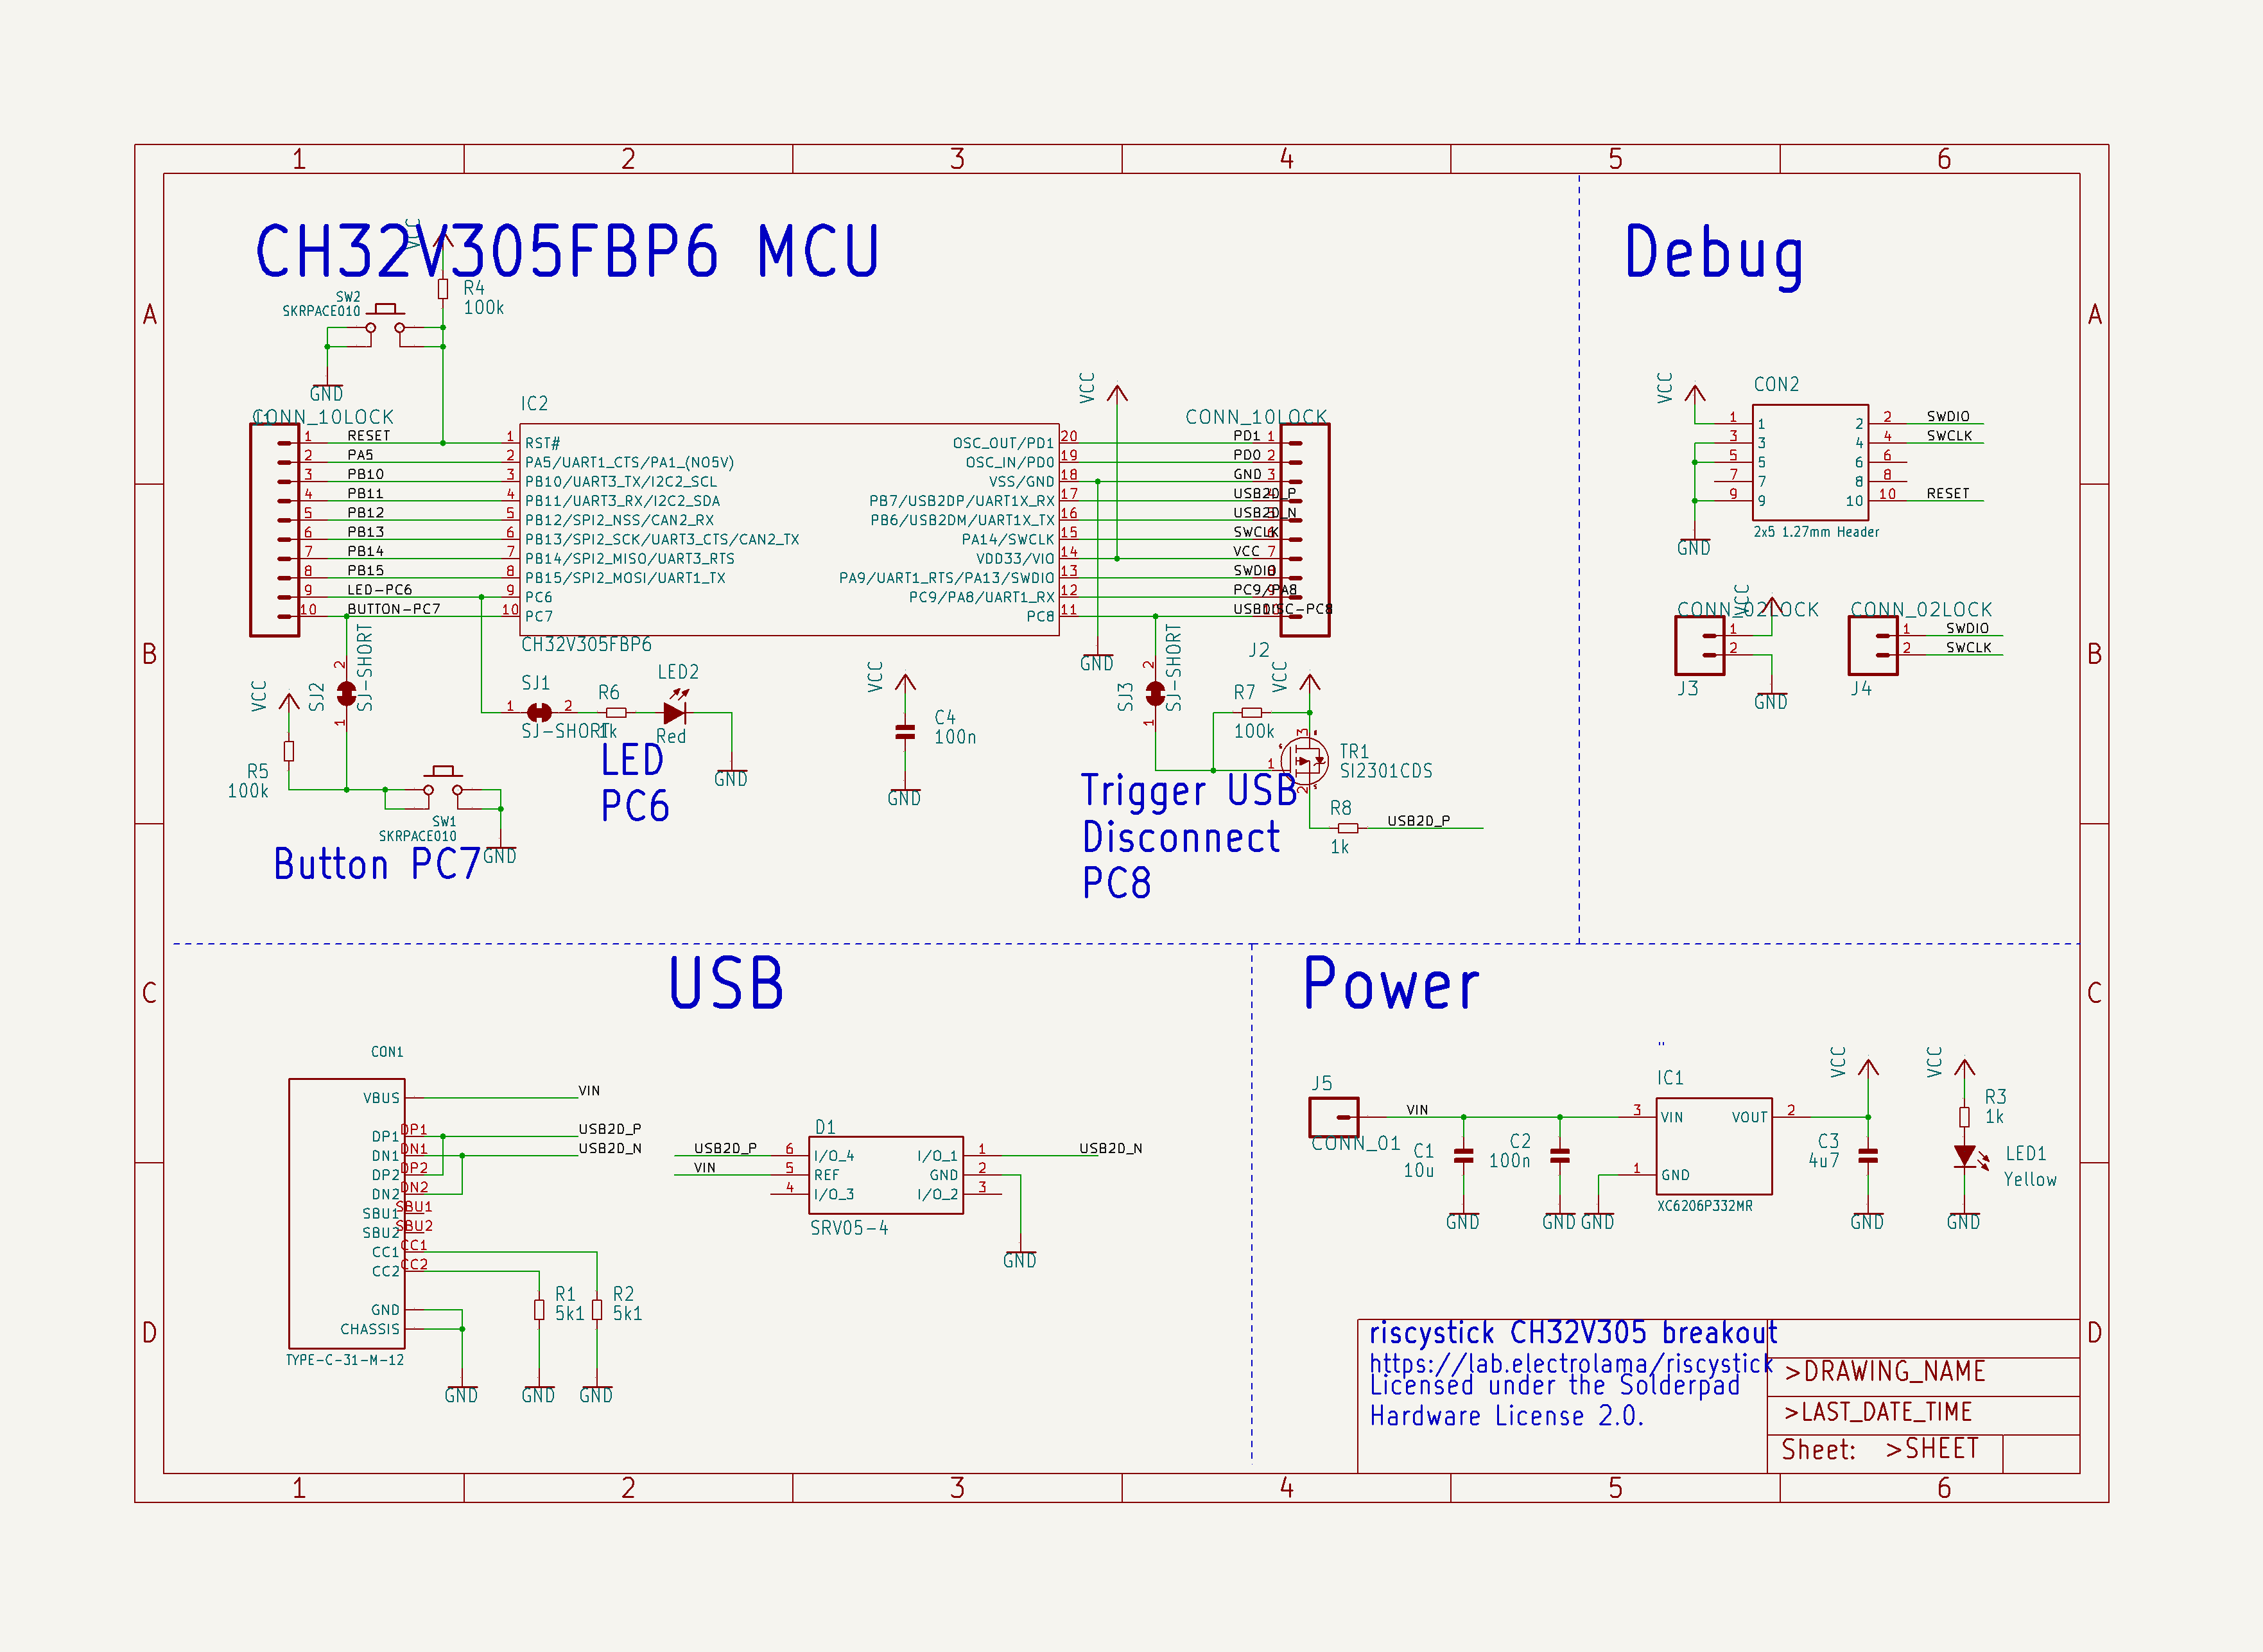 1 2 3 4 5 6
A A
B B
C C
D D
CH32V305FBP6 MCU
Debug
VCC
R4
100k
SW2
SKRPACE010
GND
CONN_10LOCK
1 RESET
2 PA5
3 PB10
4 PB11
5 PB12
6 PB13
7 PB14
8 PB15
9 LED-PC6
10 BUTTON-PC7
IC2
1 RST#
2 PA5/UART1_CTS/PA1_(NO5V)
3 PB10/UART3_TX/I2C2_SCL
4 PB11/UART3_RX/I2C2_SDA
5 PB12/SPI2_NSS/CAN2_RX
6 PB13/SPI2_SCK/UART3_CTS/CAN2_TX
7 PB14/SPI2_MISO/UART3_RTS
8 PB15/SPI2_MOSI/UART1_TX
9 PC6
10 PC7
OSC_OUT/PD1 20
OSC_IN/PD0 19
VSS/GND 18
PB7/USB2DP/UART1X_RX 17
PB6/USB2DM/UART1X_TX 16
PA14/SWCLK 15
VDD33/VIO 14
PA9/UART1_RTS/PA13/SWDIO 13
PC9/PA8/UART1_RX 12
PC8 11
CH32V305FBP6
VCC
CONN_10LOCK
PD1 1
PD0 2
GND 3
USB2D_P
USB2D_N
SWCLK
VCC 7
SWDIO
PC9/PA8
USBDISC-PC8
J2
GND
VCC
SJ2
SJ-SHORT
2
1
R5
100k
SW1
SKRPACE010
GND
Button PC7
SJ1
1 2
SJ-SHORT
R6
1k
LED2
Red
GND
LED
PC6
VCC
C4
100n
GND
SJ3
SJ-SHORT
2
1
R7
100k
VCC
3
1
2
TR1
SI2301CDS
R8
1k
USB2D_P
Trigger USB
Disconnect
PC8
VCC
CON2
1 1 2 2 SWDIO
3 3 4 4 SWCLK
5 5 6 6
7 7 8 8
9 9 10 10 RESET
2x5 1.27mm Header
GND
CONN_02LOCK
VCC
1
2
J3
GND
CONN_02LOCK
1 SWDIO
2 SWCLK
J4
USB
CON1
VBUS VIN
DP1 DP1 USB2D_P
DN1 DN1 USB2D_N
DP2 DP2
DN2 DN2
SBU1 SBU1
SBU2 SBU2
CC1 CC1
CC2 CC2
GND
CHASSIS
TYPE-C-31-M-12
R1
5k1
R2
5k1
GND GND GND
D1
USB2D_P 6 I/O_4 I/O_1 1 USB2D_N
VIN 5 REF GND 2
4 I/O_3 I/O_2 3
SRV05-4
GND
Power
"
J5
CONN_01
VIN
C1
10u
C2
100n
IC1
3 VIN VOUT 2
1 GND
XC6206P332MR
GND GND GND
VCC
C3
4u7
GND
VCC
R3
1k
LED1
Yellow
GND
riscystick CH32V305 breakout
https://lab.electrolama/riscystick
Licensed under the Solderpad
Hardware License 2.0.
>DRAWING_NAME
>LAST_DATE_TIME
Sheet: >SHEET
1 2 3 4 5 6